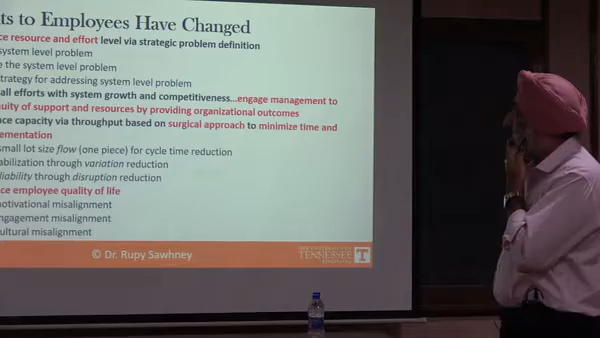 ts to Employees Have Changed
ce resource and effort level via strategic problem definition
system level problem
e the system level problem
trategy for addressing system level problem
all efforts with system growth and competitiveness...engage management to
nuity of support and resources by providing organizational outcomes
nce capacity via throughput based on surgical approach to minimize time and
ementation
small lot size flow (one piece) for cycle time reduction
abilization through variation reduction
liability through disruption reduction
ce employee quality of life
motivational misalignment
ngagement misalignment
ultural misalignment
© Dr. Rupy Sawhney
TENNESSEE
T